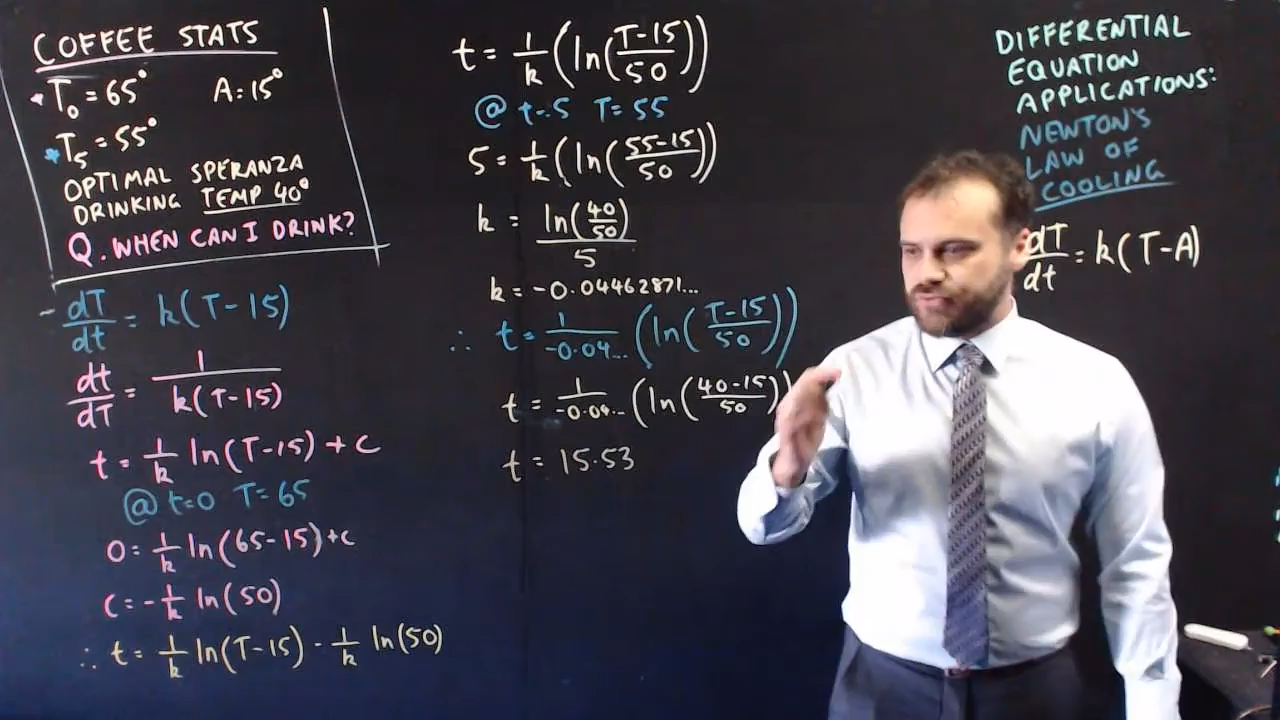 COFFEE STATS
T₀ = 65° A: 15°
T₅ = 55°
OPTIMAL SPERANZA
DRINKING TEMP 40°
Q. WHEN CAN I DRINK?
dT/dt = k(T-15)
dt/dT = 1/k(T-15)
t = 1/k ln(T-15) + C
@ t=0 T=65
0 = 1/k ln(65-15) + C
C = -1/k ln(50)
∴ t = 1/k ln(T-15) - 1/k ln(50)
t = 1/k (ln(T-15/50))
@ t=5 T=55
5 = 1/k (ln(55-15/50))
k = ln(40/50)/5
k = -0.04462871...
∴ t = 1/-0.04... (ln(T-15/50))
t = 1/-0.04... (ln(40-15/50))
t = 15.53
DIFFERENTIAL
EQUATION
APPLICATIONS:
NEWTON'S
LAW OF
COOLING
dT/dt = k(T-A)